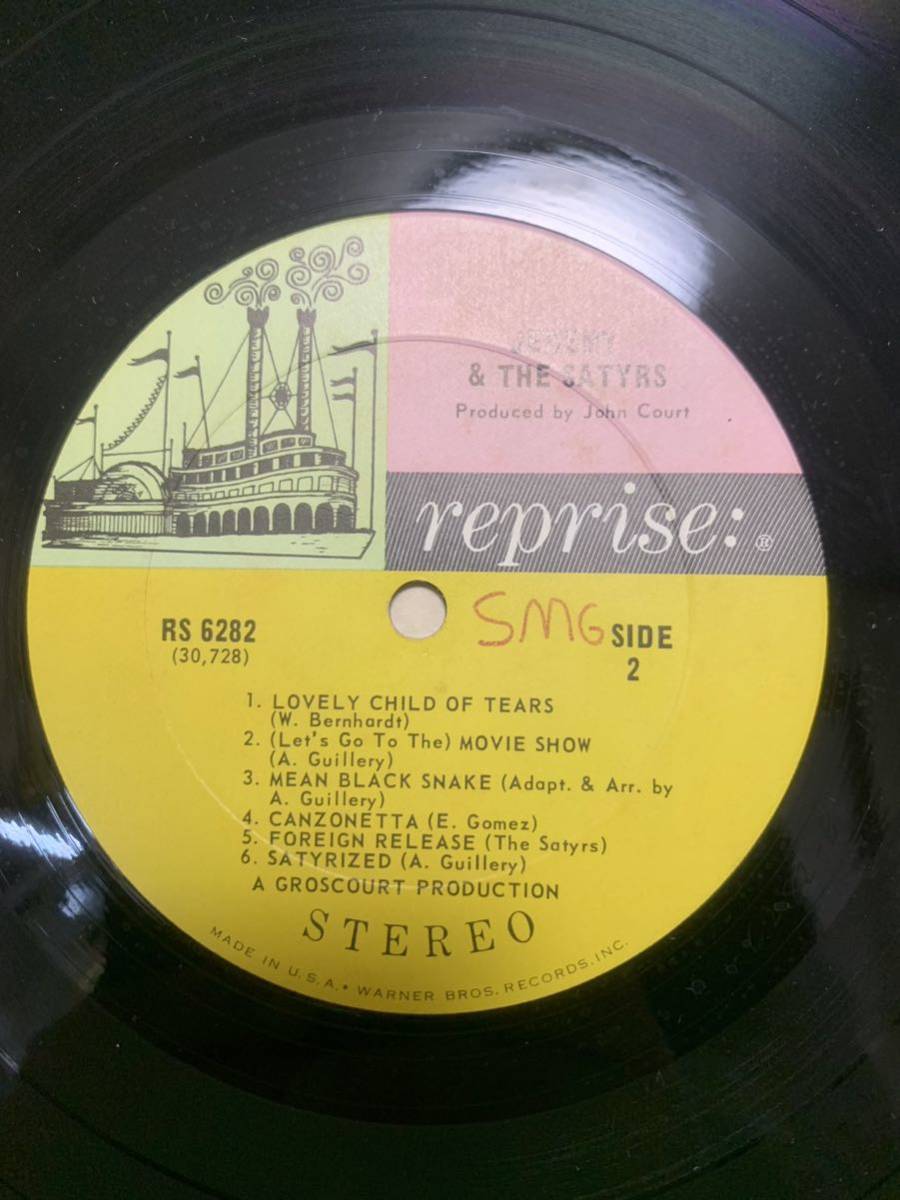 JEREMY
& THE SATYRS
Produced by John Court
reprise:®
RS 6282
(30,728)
SMG
SIDE
2
1. LOVELY CHILD OF TEARS
(W. Bernhardt)
2. (Let's Go To The) MOVIE SHOW
(A. Guillery)
3. MEAN BLACK SNAKE (Adapt. & Arr. by
A. Guillery)
4. CANZONETTA (E. Gomez)
5. FOREIGN RELEASE (The Satyrs)
6. SATYRIZED (A. Guillery)
A GROSCOURT PRODUCTION
STEREO
MADE IN U.S.A. • WARNER BROS. RECORDS, INC.